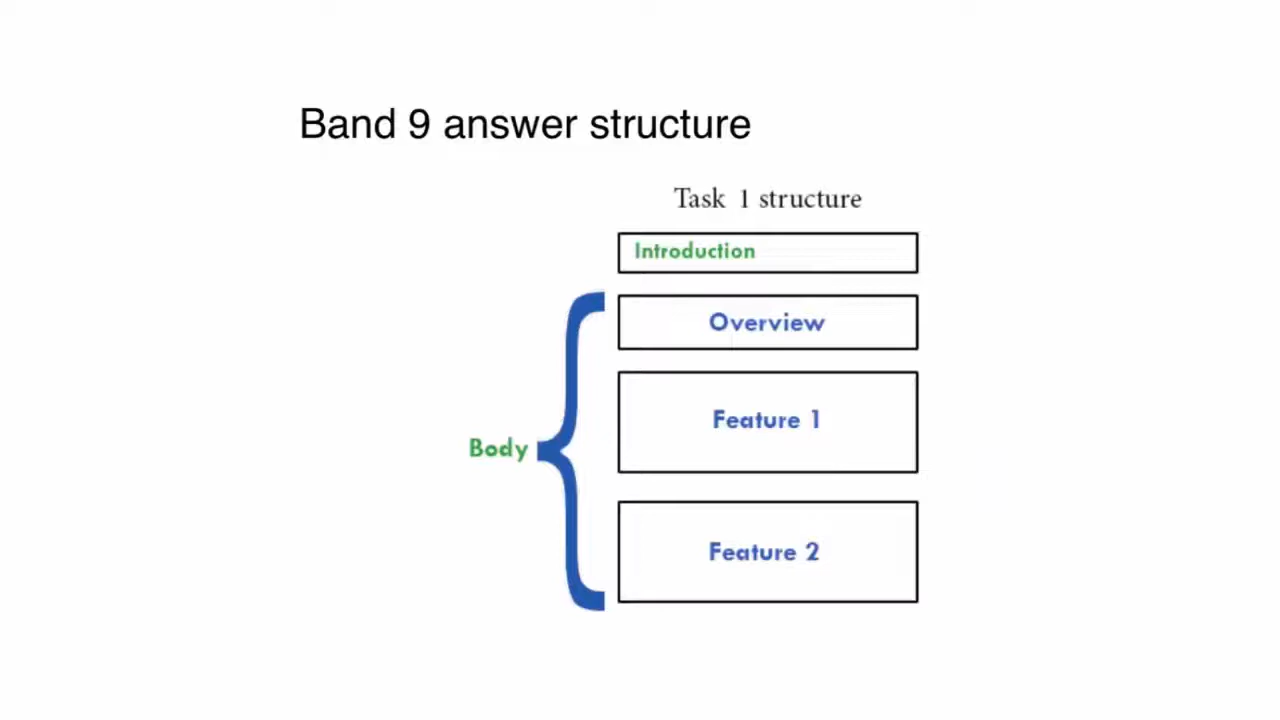 Band 9 answer structure
Task 1 structure
Introduction
Overview
Feature 1
Body
Feature 2